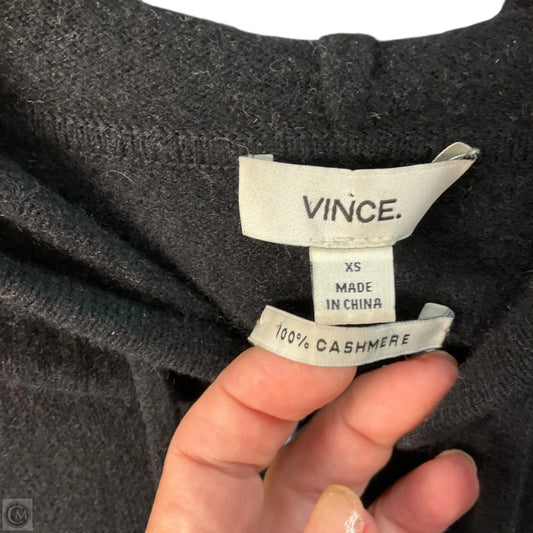 VINCE.
XS
MADE
IN CHINA
100% CASHMERE